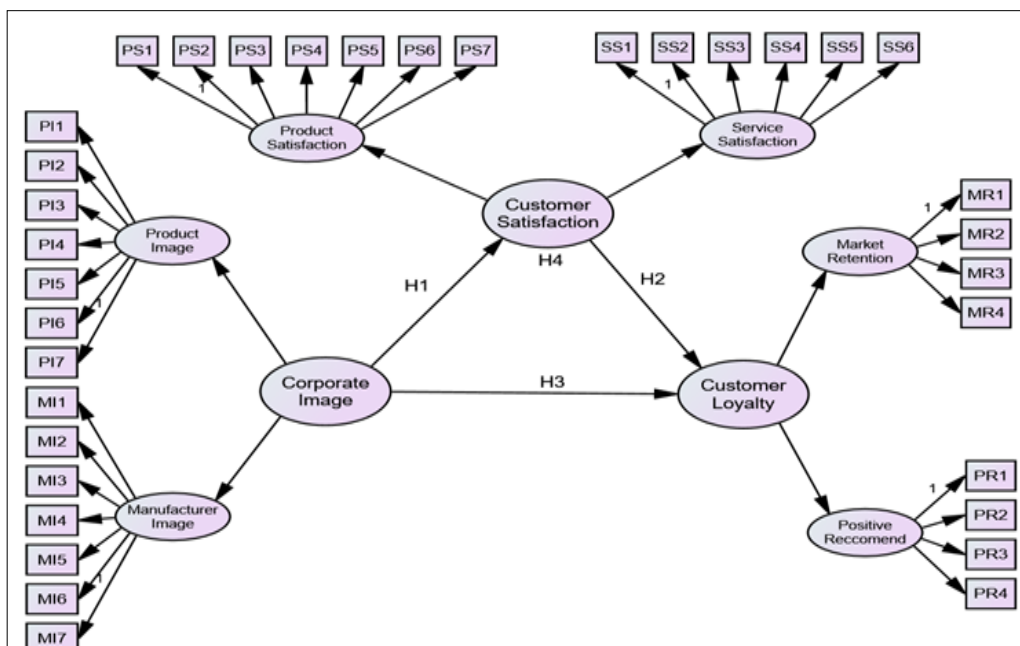 PS1 PS2 PS3 PS4 PS5 PS6 PS7
1
Product
Satisfaction
SS1 SS2 SS3 SS4 SS5 SS6
1
Service
Satisfaction
PI1
PI2
PI3
PI4
PI5
PI6
PI7
1
Product
Image
Customer
Satisfaction
H4
H1
H2
H3
MR1
MR2
MR3
MR4
1
Market
Retention
Corporate
Image
Customer
Loyalty
MI1
MI2
MI3
MI4
MI5
MI6
MI7
1
Manufacturer
Image
PR1
PR2
PR3
PR4
1
Positive
Reccomend